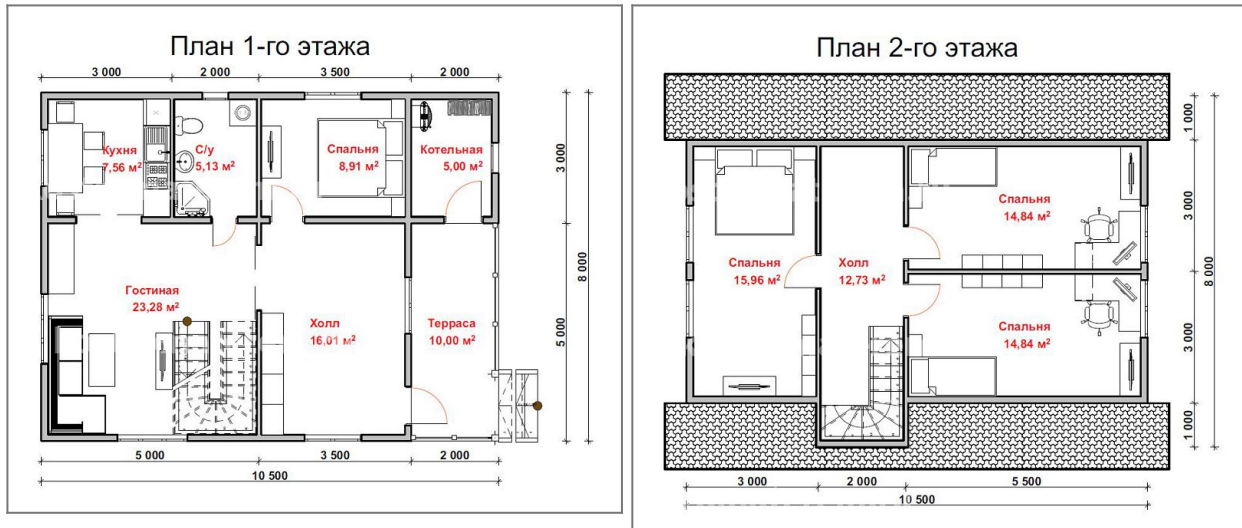 План 1-го этажа
3 000
2 000
3 500
2 000
Кухня
7,56 м²
С/у
5,13 м²
Спальня
8,91 м²
Котельная
5,00 м²
3 000
8 000
Гостиная
23,28 м²
Холл
16,01 м²
Терраса
10,00 м²
5 000
5 000
3 500
2 000
10 500
План 2-го этажа
1 000
Спальня
14,84 м²
3 000
Спальня
15,96 м²
Холл
12,73 м²
8 000
Спальня
14,84 м²
3 000
1 000
3 000
2 000
5 500
10 500